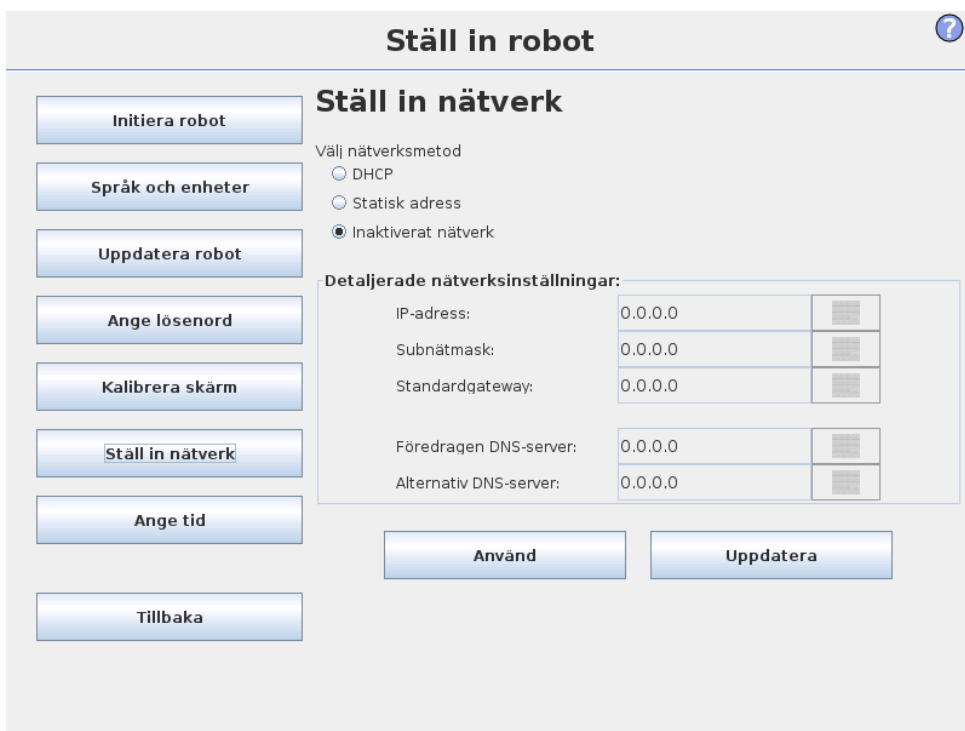 Ställ in robot
?
Initiera robot
Språk och enheter
Uppdatera robot
Ange lösenord
Kalibrera skärm
Ställ in nätverk
Ange tid
Tillbaka
Ställ in nätverk
Välj nätverksmetod
DHCP
Statisk adress
Inaktiverat nätverk
Detaljerade nätverksinställningar:
IP-adress: 0.0.0.0
Subnätmask: 0.0.0.0
Standardgateway: 0.0.0.0
Föredragen DNS-server: 0.0.0.0
Alternativ DNS-server: 0.0.0.0
Använd
Uppdatera